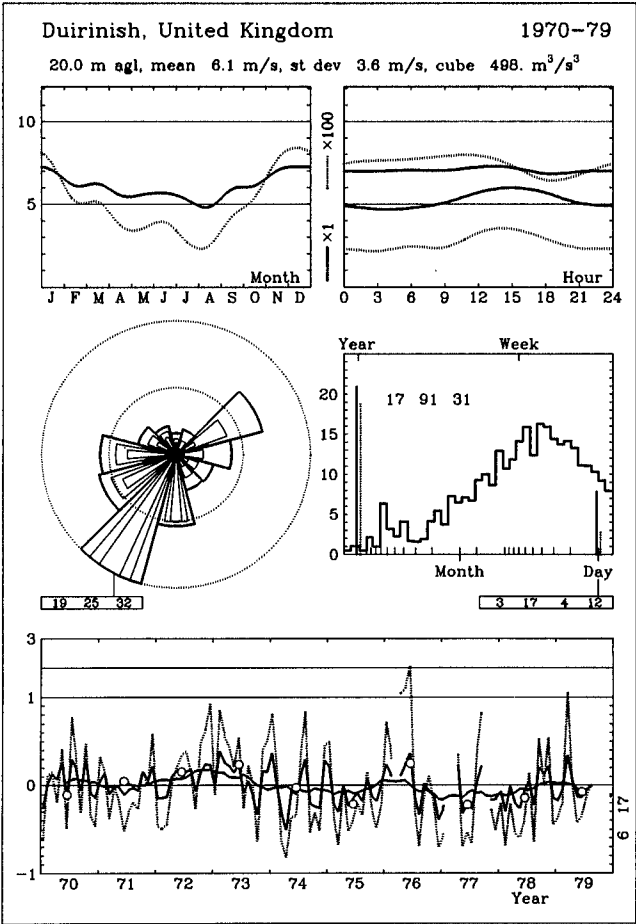 Duirinish, United Kingdom 1970-79
20.0 m agl, mean 6.1 m/s, st dev 3.6 m/s, cube 498. m³/s³
10
5
Month
J F M A M J J A S O N D
×1 ×100
Hour
0 3 6 9 12 15 18 21 24
Year Week
20
15
10
5
0
17 91 31
Month Day
19 25 32
3 17 4 12
3
1
0
-1
70 71 72 73 74 75 76 77 78 79
Year
6 17